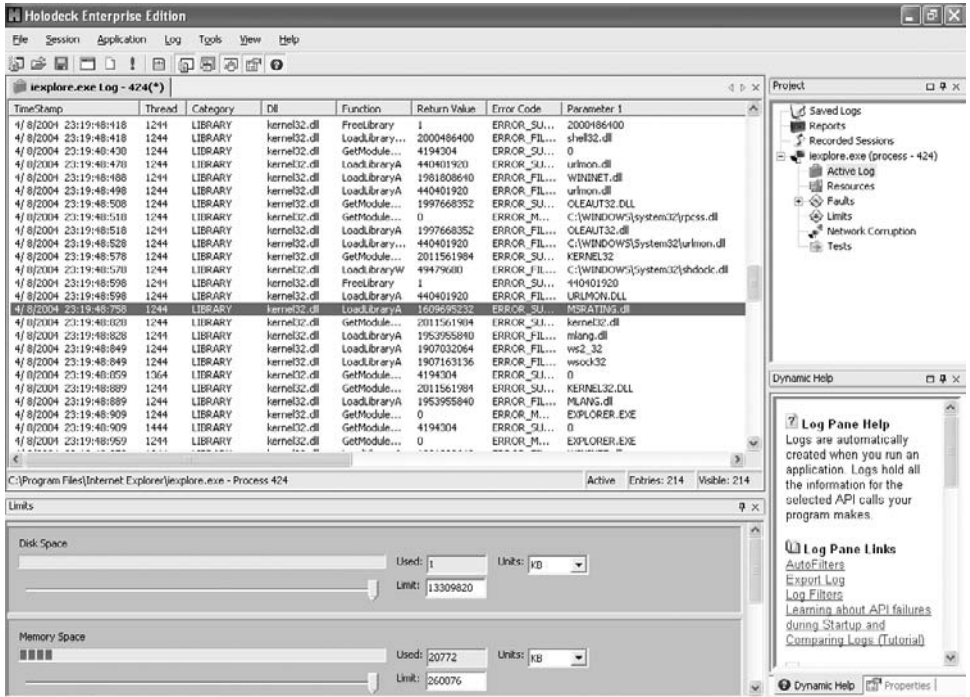 Holodeck Enterprise Edition
File Session Application Log Tools View Help
iexplore.exe Log - 424(*)
TimeStamp Thread Category Dll Function Return Value Error Code Parameter 1
4/ 8/2004 23:19:48:418 1244 LIBRARY kernel32.dll FreeLibrary 1 ERROR_SU... 2000486400
4/ 8/2004 23:19:48:418 1244 LIBRARY kernel32.dll LoadLibrary... 2000486400 ERROR_FIL... shell32.dll
4/ 8/2004 23:19:48:438 1244 LIBRARY kernel32.dll GetModule... 4194304 ERROR_SU... 0
4/ 8/2004 23:19:48:478 1244 LIBRARY kernel32.dll LoadLibraryA 440401920 ERROR_FIL... urlmon.dll
4/ 8/2004 23:19:48:488 1244 LIBRARY kernel32.dll LoadLibraryA 1981808640 ERROR_FIL... WININET.dll
4/ 8/2004 23:19:48:498 1244 LIBRARY kernel32.dll LoadLibraryA 440401920 ERROR_FIL... urlmon.dll
4/ 8/2004 23:19:48:508 1244 LIBRARY kernel32.dll GetModule... 1997668352 ERROR_SU... OLEAUT32.DLL
4/ 8/2004 23:19:48:518 1244 LIBRARY kernel32.dll GetModule... 0 ERROR_M... C:\WINDOWS\system32\rpcss.dll
4/ 8/2004 23:19:48:518 1244 LIBRARY kernel32.dll LoadLibraryA 1997668352 ERROR_FIL... OLEAUT32.dll
4/ 8/2004 23:19:48:528 1244 LIBRARY kernel32.dll LoadLibrary... 440401920 ERROR_FIL... C:\WINDOWS\System32\urlmon.dll
4/ 8/2004 23:19:48:578 1244 LIBRARY kernel32.dll GetModule... 2011561984 ERROR_SU... KERNEL32
4/ 8/2004 23:19:48:578 1244 LIBRARY kernel32.dll LoadLibraryW 49479680 ERROR_FIL... C:\WINDOWS\System32\shdoclc.dll
4/ 8/2004 23:19:48:598 1244 LIBRARY kernel32.dll FreeLibrary 1 ERROR_SU... 440401920
4/ 8/2004 23:19:48:598 1244 LIBRARY kernel32.dll LoadLibraryA 440401920 ERROR_FIL... URLMON.DLL
4/ 8/2004 23:19:48:758 1244 LIBRARY kernel32.dll LoadLibraryA 1609695232 ERROR_SU... MSRATING.dll
4/ 8/2004 23:19:48:828 1244 LIBRARY kernel32.dll GetModule... 2011561984 ERROR_SU... kernel32.dll
4/ 8/2004 23:19:48:828 1244 LIBRARY kernel32.dll LoadLibraryA 1953955840 ERROR_FIL... mlang.dll
4/ 8/2004 23:19:48:849 1244 LIBRARY kernel32.dll LoadLibraryA 1907032064 ERROR_FIL... ws2_32
4/ 8/2004 23:19:48:849 1244 LIBRARY kernel32.dll LoadLibraryA 1907163136 ERROR_FIL... wsock32
4/ 8/2004 23:19:48:859 1364 LIBRARY kernel32.dll GetModule... 4194304 ERROR_SU... 0
4/ 8/2004 23:19:48:889 1244 LIBRARY kernel32.dll GetModule... 2011561984 ERROR_SU... KERNEL32.DLL
4/ 8/2004 23:19:48:889 1244 LIBRARY kernel32.dll LoadLibraryA 1953955840 ERROR_FIL... MLANG.dll
4/ 8/2004 23:19:48:909 1244 LIBRARY kernel32.dll GetModule... 0 ERROR_M... EXPLORER.EXE
4/ 8/2004 23:19:48:909 1444 LIBRARY kernel32.dll GetModule... 4194304 ERROR_SU... 0
4/ 8/2004 23:19:48:959 1244 LIBRARY kernel32.dll GetModule... 0 ERROR_M... EXPLORER.EXE
C:\Program Files\Internet Explorer\iexplore.exe - Process 424 Active Entries: 214 Visible: 214
Limits
Disk Space
Used: 1 Units: KB
Limit: 13309820
Memory Space
Used: 20772 Units: KB
Limit: 260076
Project
Saved Logs
Reports
Recorded Sessions
iexplore.exe (process - 424)
Active Log
Resources
Faults
Limits
Network Corruption
Tests
Dynamic Help
Log Pane Help
Logs are automatically
created when you run an
application. Logs hold all
the information for the
selected API calls your
program makes.
Log Pane Links
AutoFilters
Export Log
Log Filters
Learning about API failures
during Startup and
Comparing Logs (Tutorial)
Dynamic Help Properties